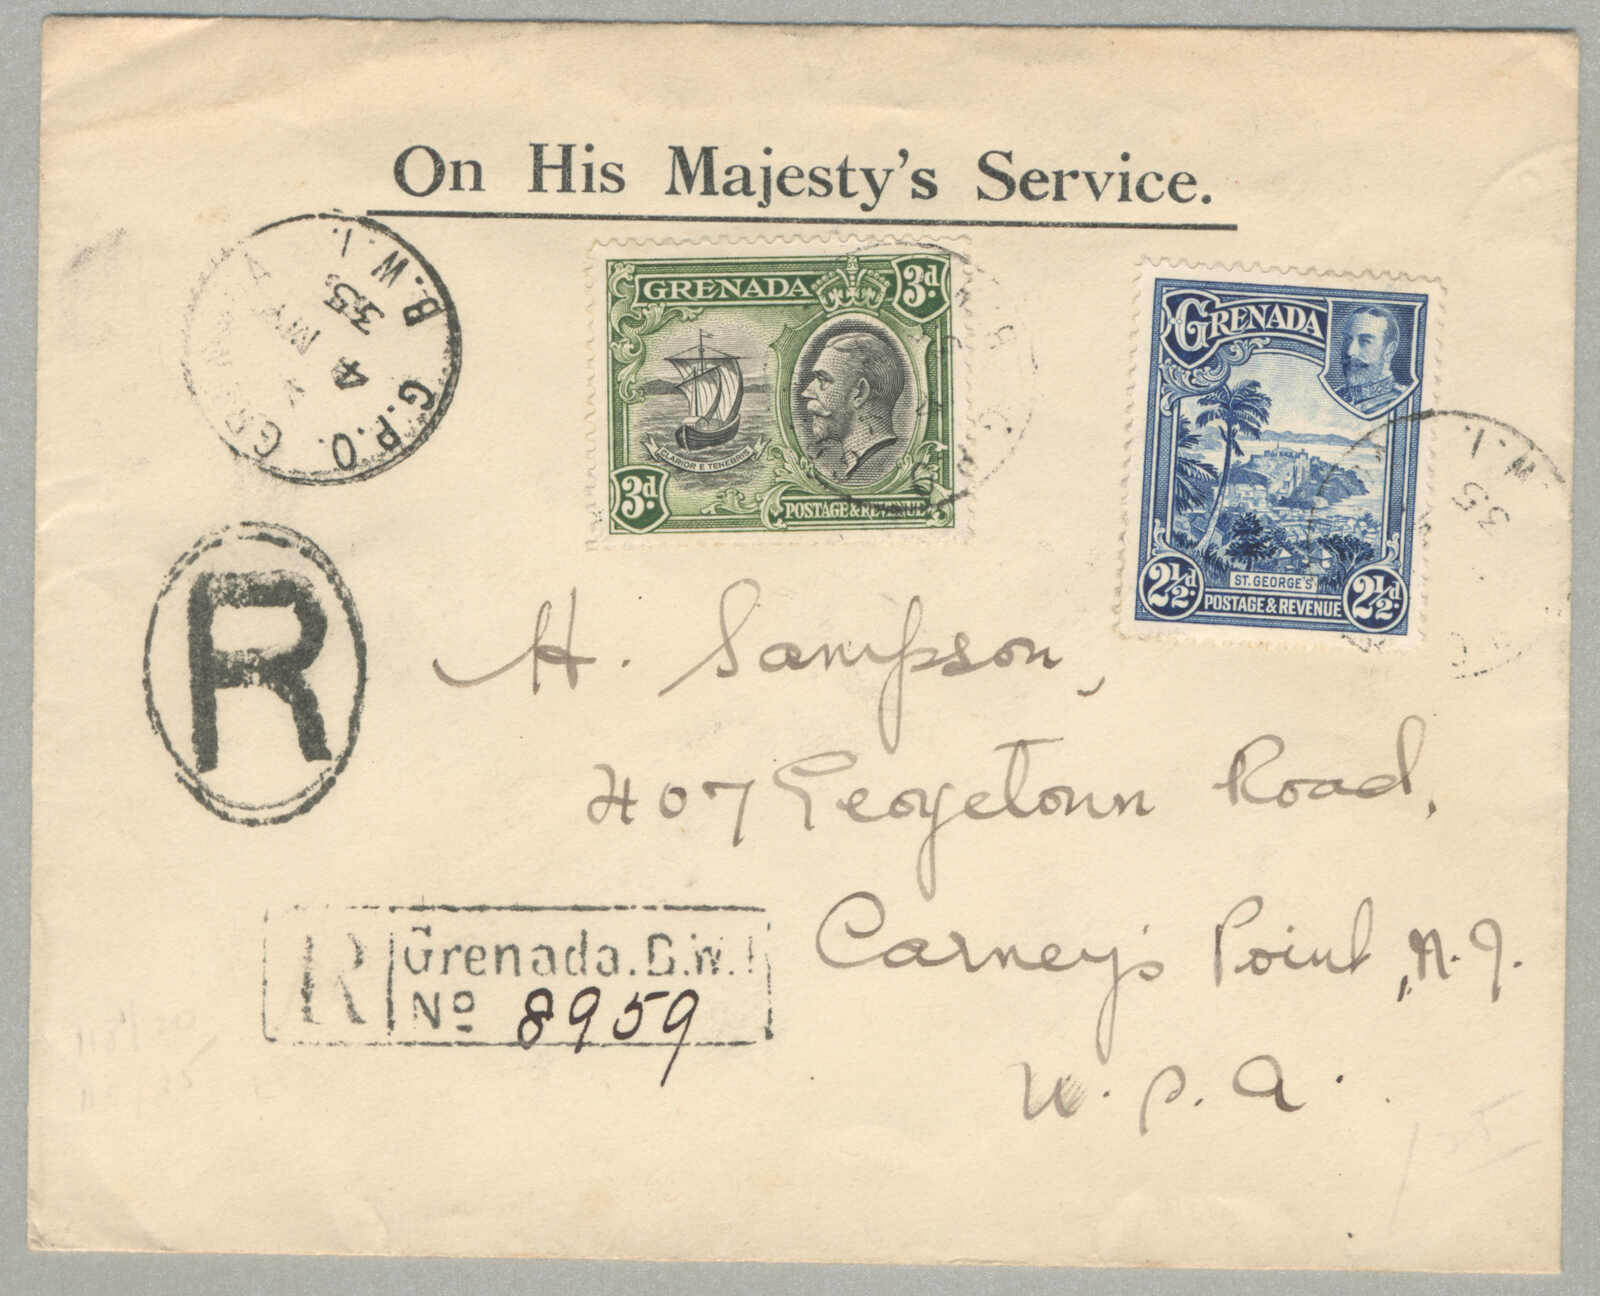 On His Majesty's Service.
G.P.O. GRENADA B.W.I.
4 MY
35
GRENADA 3d.
CLARIOR E TENEBRIS
3d. POSTAGE & REVENUE
GRENADA
ST. GEORGE'S
2½d. POSTAGE & REVENUE 2½d.
W.I.
35
R
H. Sampson,
407 Georgetown Road,
Carney's Point, N.J.
U.S.A.
R Grenada.B.W.I
No 8959